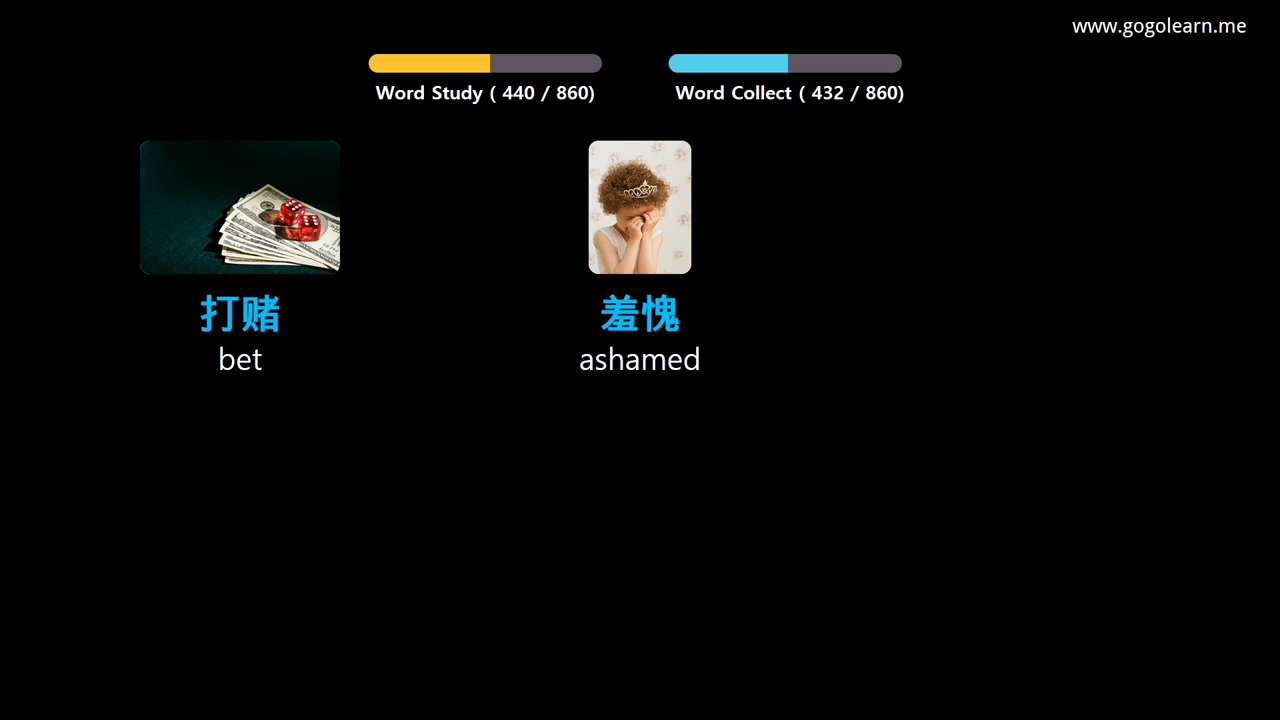 www.gogolearn.me
Word Study ( 440 / 860)
Word Collect ( 432 / 860)
打赌
bet
羞愧
ashamed